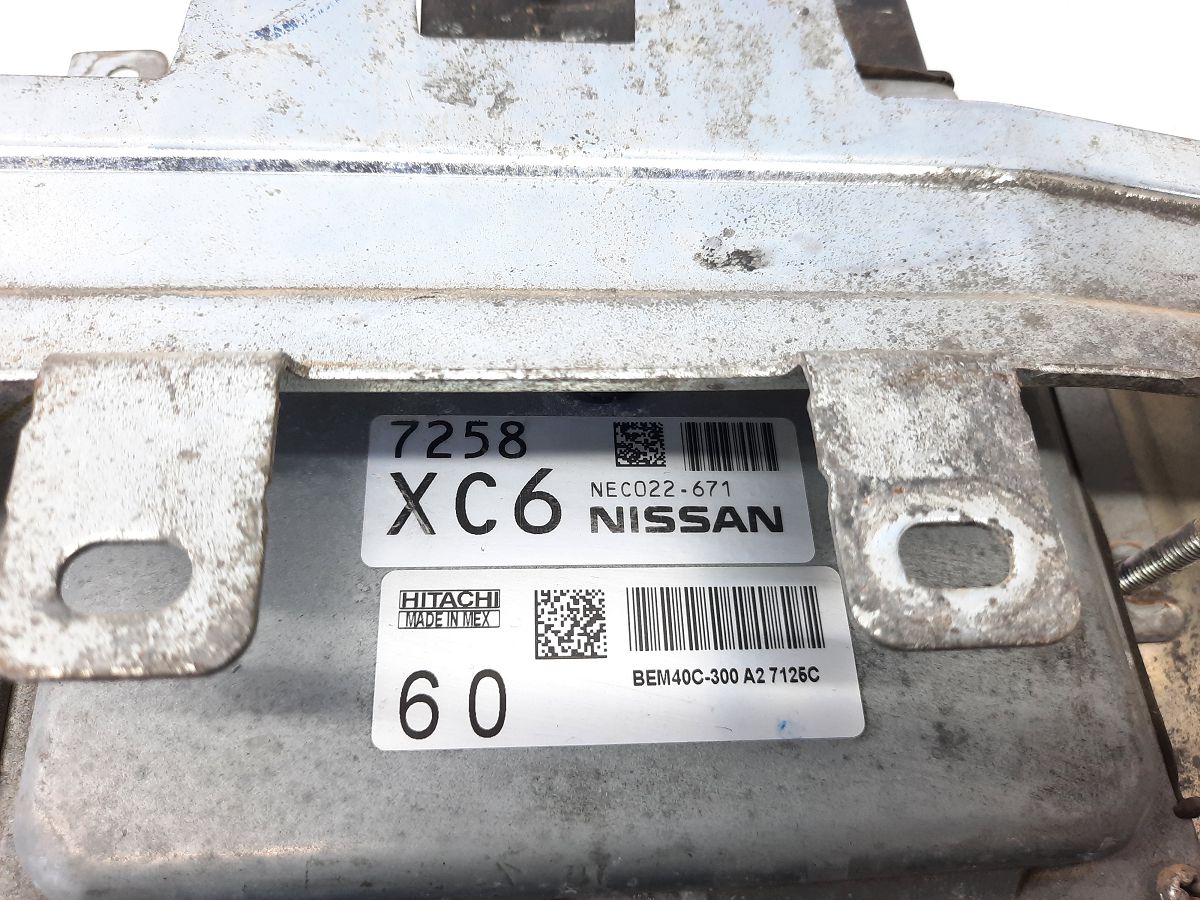 7258
XC6
NEC022-671
NISSAN
HITACHI
MADE IN MEX
60
BEM40C-300 A2 7125C